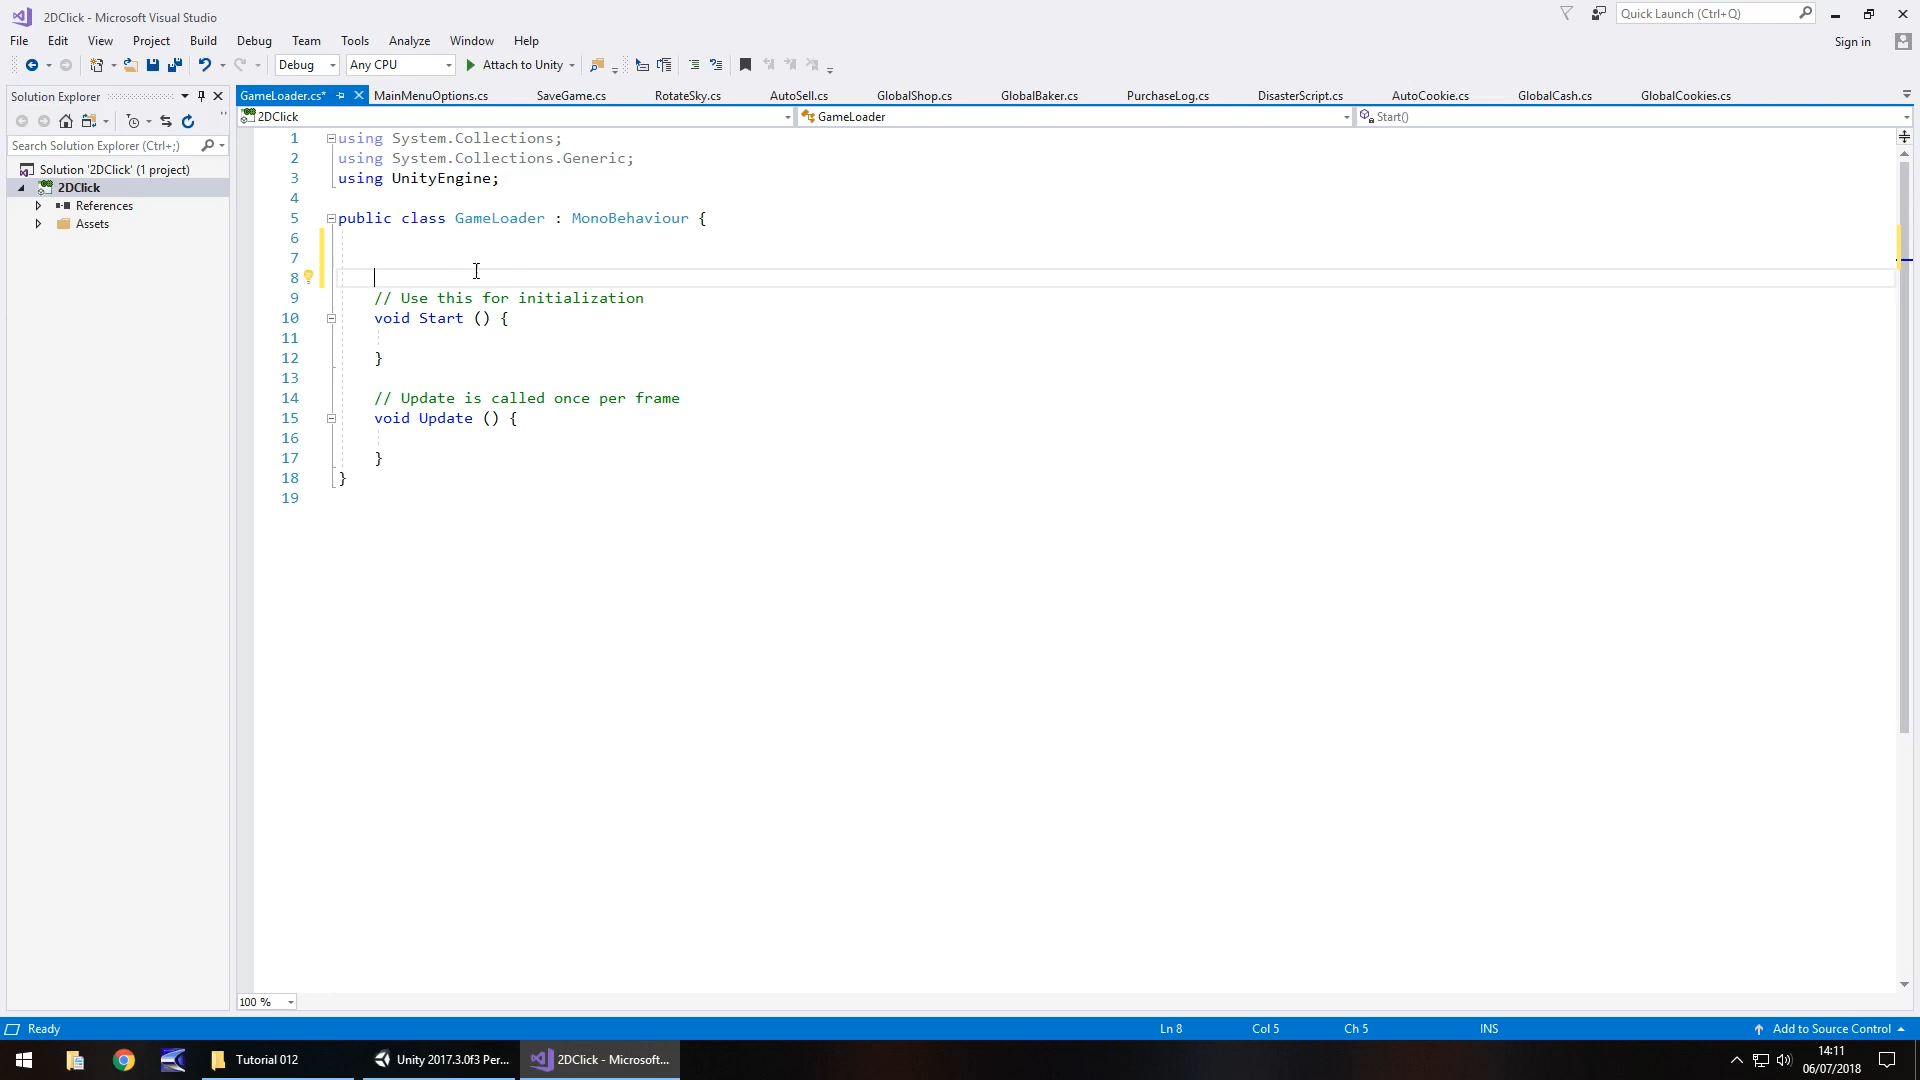 2DClick - Microsoft Visual Studio
Quick Launch (Ctrl+Q)
File Edit View Project Build Debug Team Tools Analyze Window Help
Sign in
Debug Any CPU Attach to Unity
Solution Explorer
GameLoader.cs* MainMenuOptions.cs SaveGame.cs RotateSky.cs AutoSell.cs GlobalShop.cs GlobalBaker.cs PurchaseLog.cs DisasterScript.cs AutoCookie.cs GlobalCash.cs GlobalCookies.cs
2DClick GameLoader Start()
Search Solution Explorer (Ctrl+;)
Solution '2DClick' (1 project)
2DClick
References
Assets
1 using System.Collections;
2 using System.Collections.Generic;
3 using UnityEngine;
4
5 public class GameLoader : MonoBehaviour {
6
7
8
9 // Use this for initialization
10 void Start () {
11
12 }
13
14 // Update is called once per frame
15 void Update () {
16
17 }
18 }
19
100 %
Ready Ln 8 Col 5 Ch 5 INS Add to Source Control
Tutorial 012 Unity 2017.3.0f3 Per... 2DClick - Microsoft...
14:11
06/07/2018